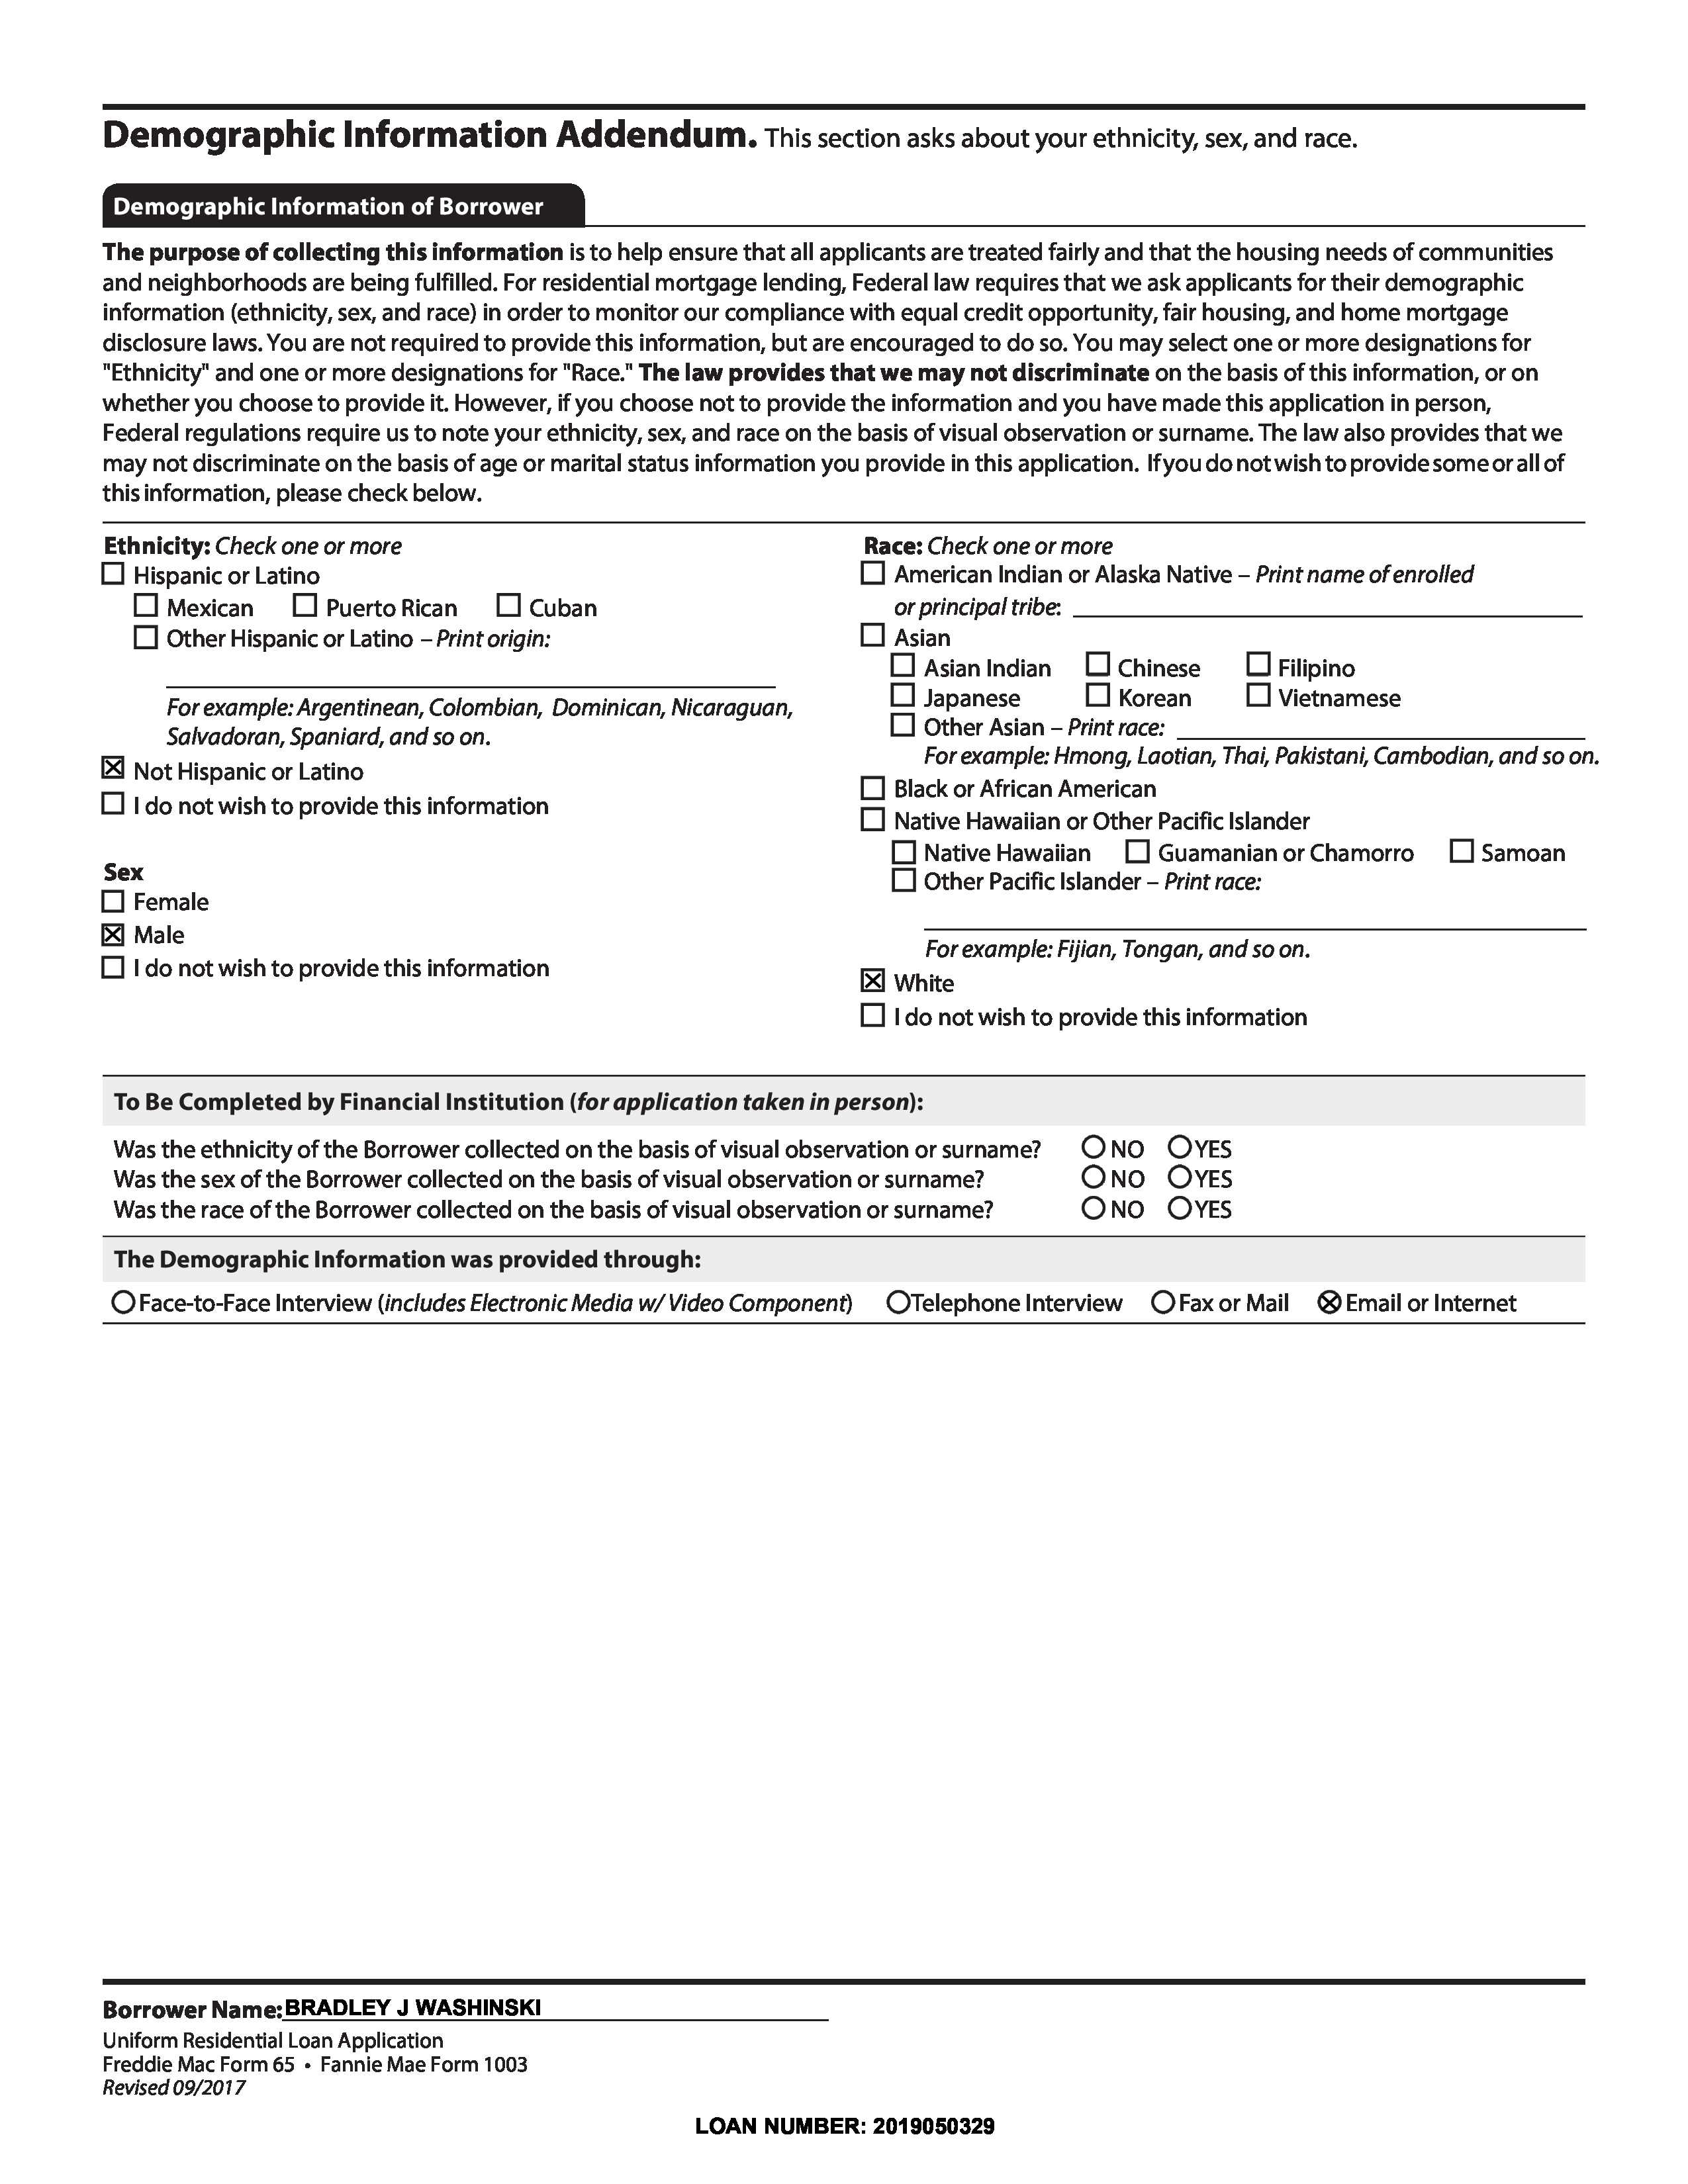 Demographic Information Addendum. This section asks about your ethnicity, sex, and race.
Demographic Information of Borrower
The purpose of collecting this information is to help ensure that all applicants are treated fairly and that the housing needs of communities
and neighborhoods are being fulfilled. For residential mortgage lending, Federal law requires that we ask applicants for their demographic
information (ethnicity, sex, and race) in order to monitor our compliance with equal credit opportunity, fair housing, and home mortgage
disclosure laws. You are not required to provide this information, but are encouraged to do so. You may select one or more designations for
"Ethnicity" and one or more designations for "Race." The law provides that we may not discriminate on the basis of this information, or on
whether you choose to provide it. However, if you choose not to provide the information and you have made this application in person,
Federal regulations require us to note your ethnicity, sex, and race on the basis of visual observation or surname. The law also provides that we
may not discriminate on the basis of age or marital status information you provide in this application. If you do not wish to provide some or all of
this information, please check below.
Ethnicity: Check one or more
☐ Hispanic or Latino
☐ Mexican ☐ Puerto Rican ☐ Cuban
☐ Other Hispanic or Latino – Print origin:
For example: Argentinean, Colombian, Dominican, Nicaraguan,
Salvadoran, Spaniard, and so on.
☒ Not Hispanic or Latino
☐ I do not wish to provide this information
Sex
☐ Female
☒ Male
☐ I do not wish to provide this information
Race: Check one or more
☐ American Indian or Alaska Native – Print name of enrolled
or principal tribe:
☐ Asian
☐ Asian Indian ☐ Chinese ☐ Filipino
☐ Japanese ☐ Korean ☐ Vietnamese
☐ Other Asian – Print race:
For example: Hmong, Laotian, Thai, Pakistani, Cambodian, and so on.
☐ Black or African American
☐ Native Hawaiian or Other Pacific Islander
☐ Native Hawaiian ☐ Guamanian or Chamorro ☐ Samoan
☐ Other Pacific Islander – Print race:
For example: Fijian, Tongan, and so on.
☒ White
☐ I do not wish to provide this information
To Be Completed by Financial Institution (for application taken in person):
Was the ethnicity of the Borrower collected on the basis of visual observation or surname? ○ NO ○ YES
Was the sex of the Borrower collected on the basis of visual observation or surname? ○ NO ○ YES
Was the race of the Borrower collected on the basis of visual observation or surname? ○ NO ○ YES
The Demographic Information was provided through:
○ Face-to-Face Interview (includes Electronic Media w/ Video Component) ○ Telephone Interview ○ Fax or Mail ⊗ Email or Internet
Borrower Name: BRADLEY J WASHINSKI
Uniform Residential Loan Application
Freddie Mac Form 65 • Fannie Mae Form 1003
Revised 09/2017
LOAN NUMBER: 2019050329